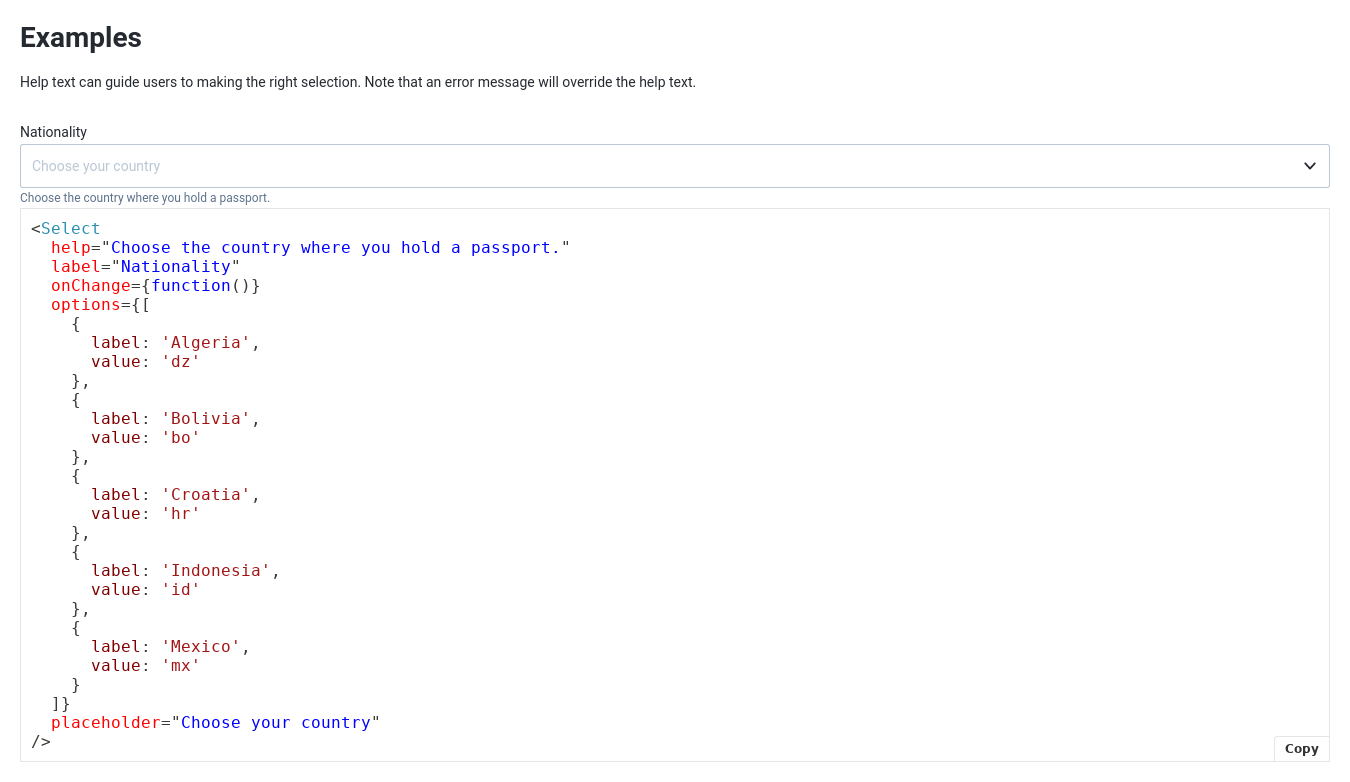 Examples
Help text can guide users to making the right selection. Note that an error message will override the help text.
Nationality
Choose your country
Choose the country where you hold a passport.
<Select
  help="Choose the country where you hold a passport."
  label="Nationality"
  onChange={function()}
  options={[
    {
      label: 'Algeria',
      value: 'dz'
    },
    {
      label: 'Bolivia',
      value: 'bo'
    },
    {
      label: 'Croatia',
      value: 'hr'
    },
    {
      label: 'Indonesia',
      value: 'id'
    },
    {
      label: 'Mexico',
      value: 'mx'
    }
  ]}
  placeholder="Choose your country"
/>
Copy